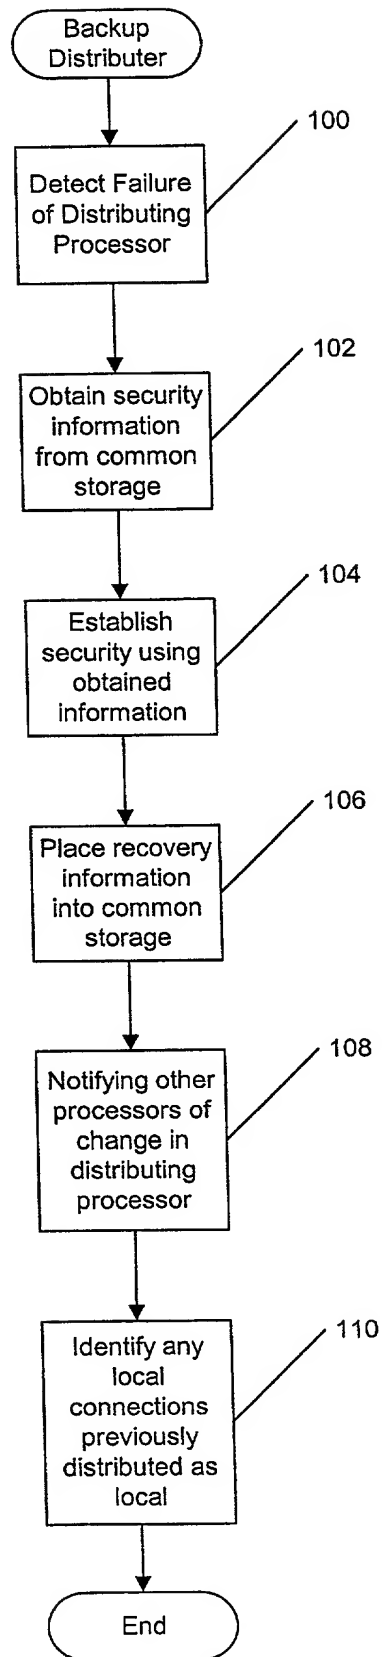 Backup
Distributer
100
Detect Failure
of Distributing
Processor
102
Obtain security
information
from common
storage
104
Establish
security using
obtained
information
106
Place recovery
information
into common
storage
108
Notifying other
processors of
change in
distributing
processor
110
Identify any
local
connections
previously
distributed as
local
End